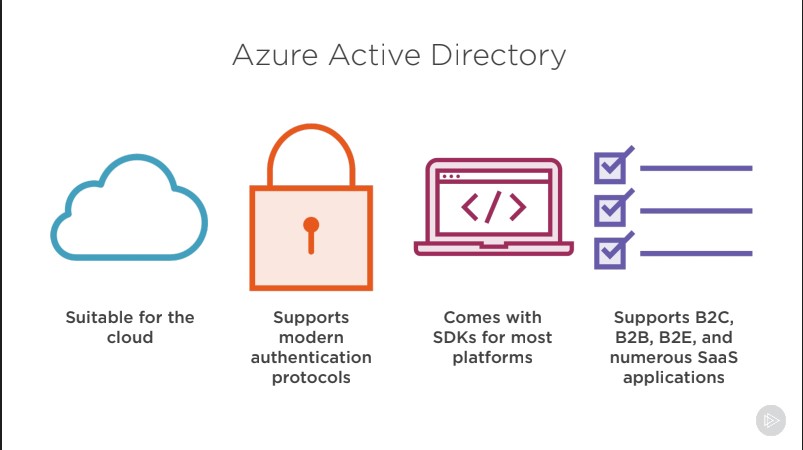 Azure Active Directory
Suitable for the
cloud
Supports
modern
authentication
protocols
Comes with
SDKs for most
platforms
Supports B2C,
B2B, B2E, and
numerous SaaS
applications